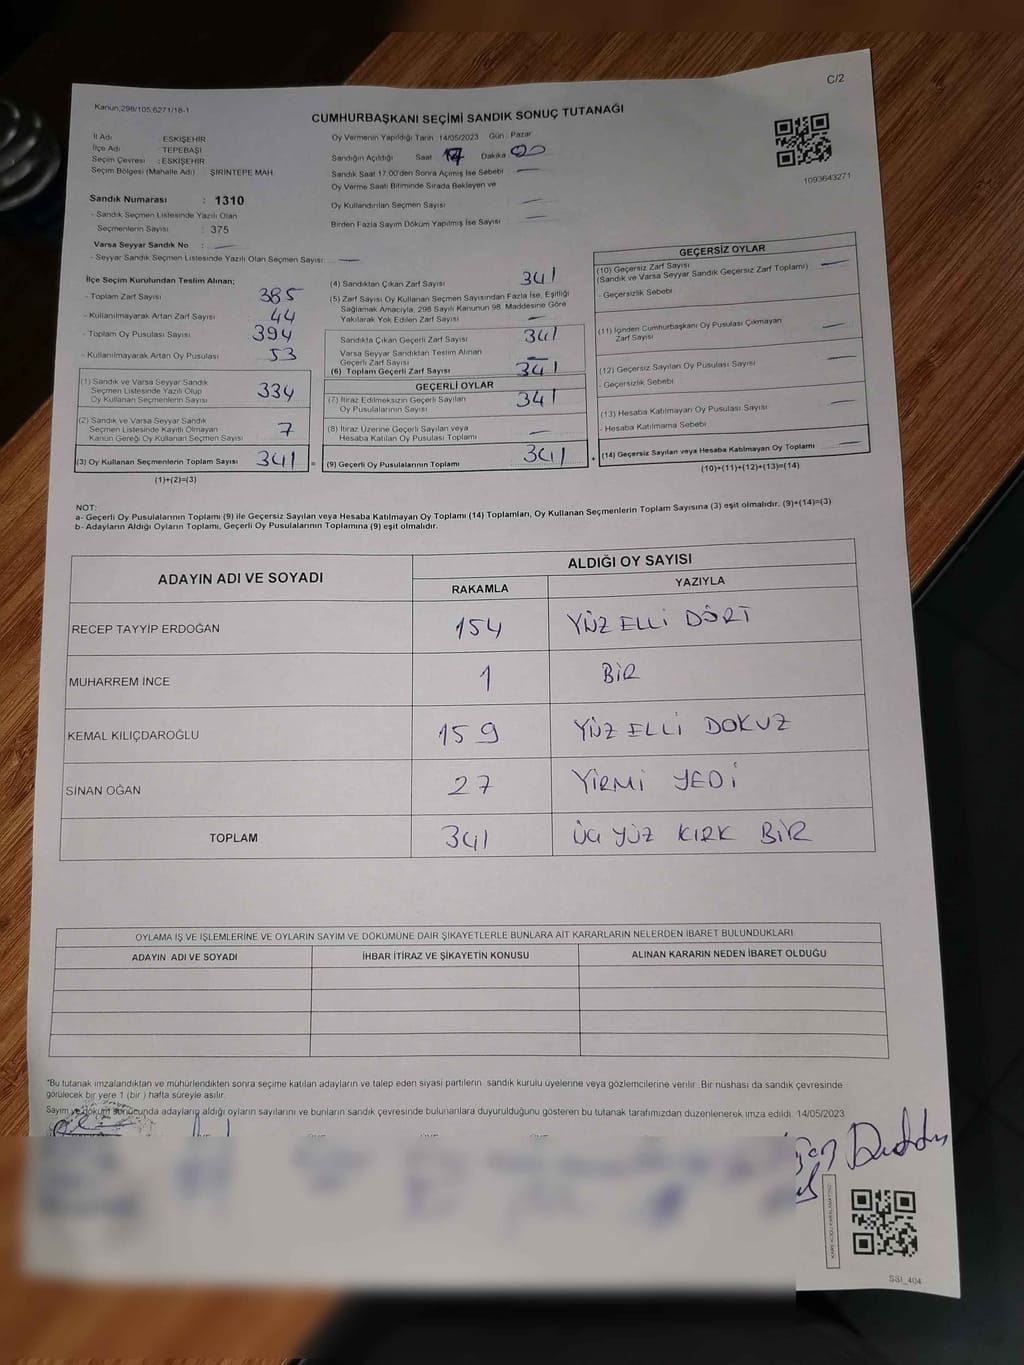 C/2
Kanun;298/105;6271/18-1
CUMHURBAŞKANI SEÇİMİ SANDIK SONUÇ TUTANAĞI
İl Adı ESKİŞEHİR
İlçe Adı : TEPEBAŞI
Seçim Çevresi : ESKİŞEHİR
Seçim Bölgesi (Mahalle Adı) : ŞİRİNTEPE MAH.
Sandık Numarası : 1310
- Sandık Seçmen Listesinde Yazılı Olan
Seçmenlerin Sayısı : 375
Varsa Seyyar Sandık No : —
- Seyyar Sandık Seçmen Listesinde Yazılı Olan Seçmen Sayısı : —
Oy Vermenin Yapıldığı Tarih 14/05/2023 Gün : Pazar
Sandığın Açıldığı Saat 17 Dakika 00
Sandık Saat 17:00'den Sonra Açılmış İse Sebebi —
Oy Verme Saati Bitiminde Sırada Bekleyen ve
Oy Kullandırılan Seçmen Sayısı —
Birden Fazla Sayım Döküm Yapılmış İse Sayısı —
1093643271
İlçe Seçim Kurulundan Teslim Alınan;
- Toplam Zarf Sayısı 385
- Kullanılmayarak Artan Zarf Sayısı 44
- Toplam Oy Pusulası Sayısı 394
- Kullanılmayarak Artan Oy Pusulası 53
(1) Sandık ve Varsa Seyyar Sandık
Seçmen Listesinde Yazılı Olup
Oy Kullanan Seçmenlerin Sayısı 334
(2) Sandık ve Varsa Seyyar Sandık
Seçmen Listesinde Kayıtlı Olmayan
Kanun Gereği Oy Kullanan Seçmen Sayısı 7
(3) Oy Kullanan Seçmenlerin Toplam Sayısı 341 =
(1)+(2)=(3)
(4) Sandıktan Çıkan Zarf Sayısı 341
(5) Zarf Sayısı Oy Kullanan Seçmen Sayısından Fazla İse, Eşitliği
Sağlamak Amacıyla, 298 Sayılı Kanunun 98. Maddesine Göre
Yakılarak Yok Edilen Zarf Sayısı —
Sandıkta Çıkan Geçerli Zarf Sayısı 341
Varsa Seyyar Sandıktan Teslim Alınan
Geçerli Zarf Sayısı —
(6) Toplam Geçerli Zarf Sayısı 341
GEÇERLİ OYLAR
(7) İtiraz Edilmeksizin Geçerli Sayılan
Oy Pusulalarının Sayısı 341
(8) İtiraz Üzerine Geçerli Sayılan veya
Hesaba Katılan Oy Pusulası Toplamı —
(9) Geçerli Oy Pusulalarının Toplamı 341 +
GEÇERSİZ OYLAR
(10) Geçersiz Zarf Sayısı —
(Sandık ve Varsa Seyyar Sandık Geçersiz Zarf Toplamı)
- Geçersizlik Sebebi
(11) İçinden Cumhurbaşkanı Oy Pusulası Çıkmayan
Zarf Sayısı —
(12) Geçersiz Sayılan Oy Pusulası Sayısı —
- Geçersizlik Sebebi
(13) Hesaba Katılmayan Oy Pusulası Sayısı —
- Hesaba Katılmama Sebebi
(14) Geçersiz Sayılan veya Hesaba Katılmayan Oy Toplamı —
(10)+(11)+(12)+(13)=(14)
NOT:
a- Geçerli Oy Pusulalarının Toplamı (9) ile Geçersiz Sayılan veya Hesaba Katılmayan Oy Toplamı (14) Toplamları, Oy Kullanan Seçmenlerin Toplam Sayısına (3) eşit olmalıdır. (9)+(14)=(3)
b- Adayların Aldığı Oyların Toplamı, Geçerli Oy Pusulalarının Toplamına (9) eşit olmalıdır.
ADAYIN ADI VE SOYADI ALDIĞI OY SAYISI
RAKAMLA YAZIYLA
RECEP TAYYİP ERDOĞAN 154 YÜZ ELLİ DÖRT
MUHARREM İNCE 1 BİR
KEMAL KILIÇDAROĞLU 159 YÜZ ELLİ DOKUZ
SİNAN OĞAN 27 YİRMİ YEDİ
TOPLAM 341 ÜÇ YÜZ KIRK BİR
OYLAMA İŞ VE İŞLEMLERİNE VE OYLARIN SAYIM VE DÖKÜMÜNE DAİR ŞİKAYETLERLE BUNLARA AİT KARARLARIN NELERDEN İBARET BULUNDUKLARI
ADAYIN ADI VE SOYADI İHBAR İTİRAZ VE ŞİKAYETİN KONUSU ALINAN KARARIN NEDEN İBARET OLDUĞU
*Bu tutanak imzalandıktan ve mühürlendikten sonra seçime katılan adayların ve talep eden siyasi partilerin sandık kurulu üyelerine veya gözlemcilerine verilir. Bir nüshası da sandık çevresinde
görülecek bir yere 1 (bir ) hafta süreyle asılır.
Sayım ve döküm sonucunda adayların aldığı oyların sayılarını ve bunların sandık çevresinde bulunanlara duyurulduğunu gösteren bu tutanak tarafımızdan düzenlenerek imza edildi. 14/05/2023
SSI_404